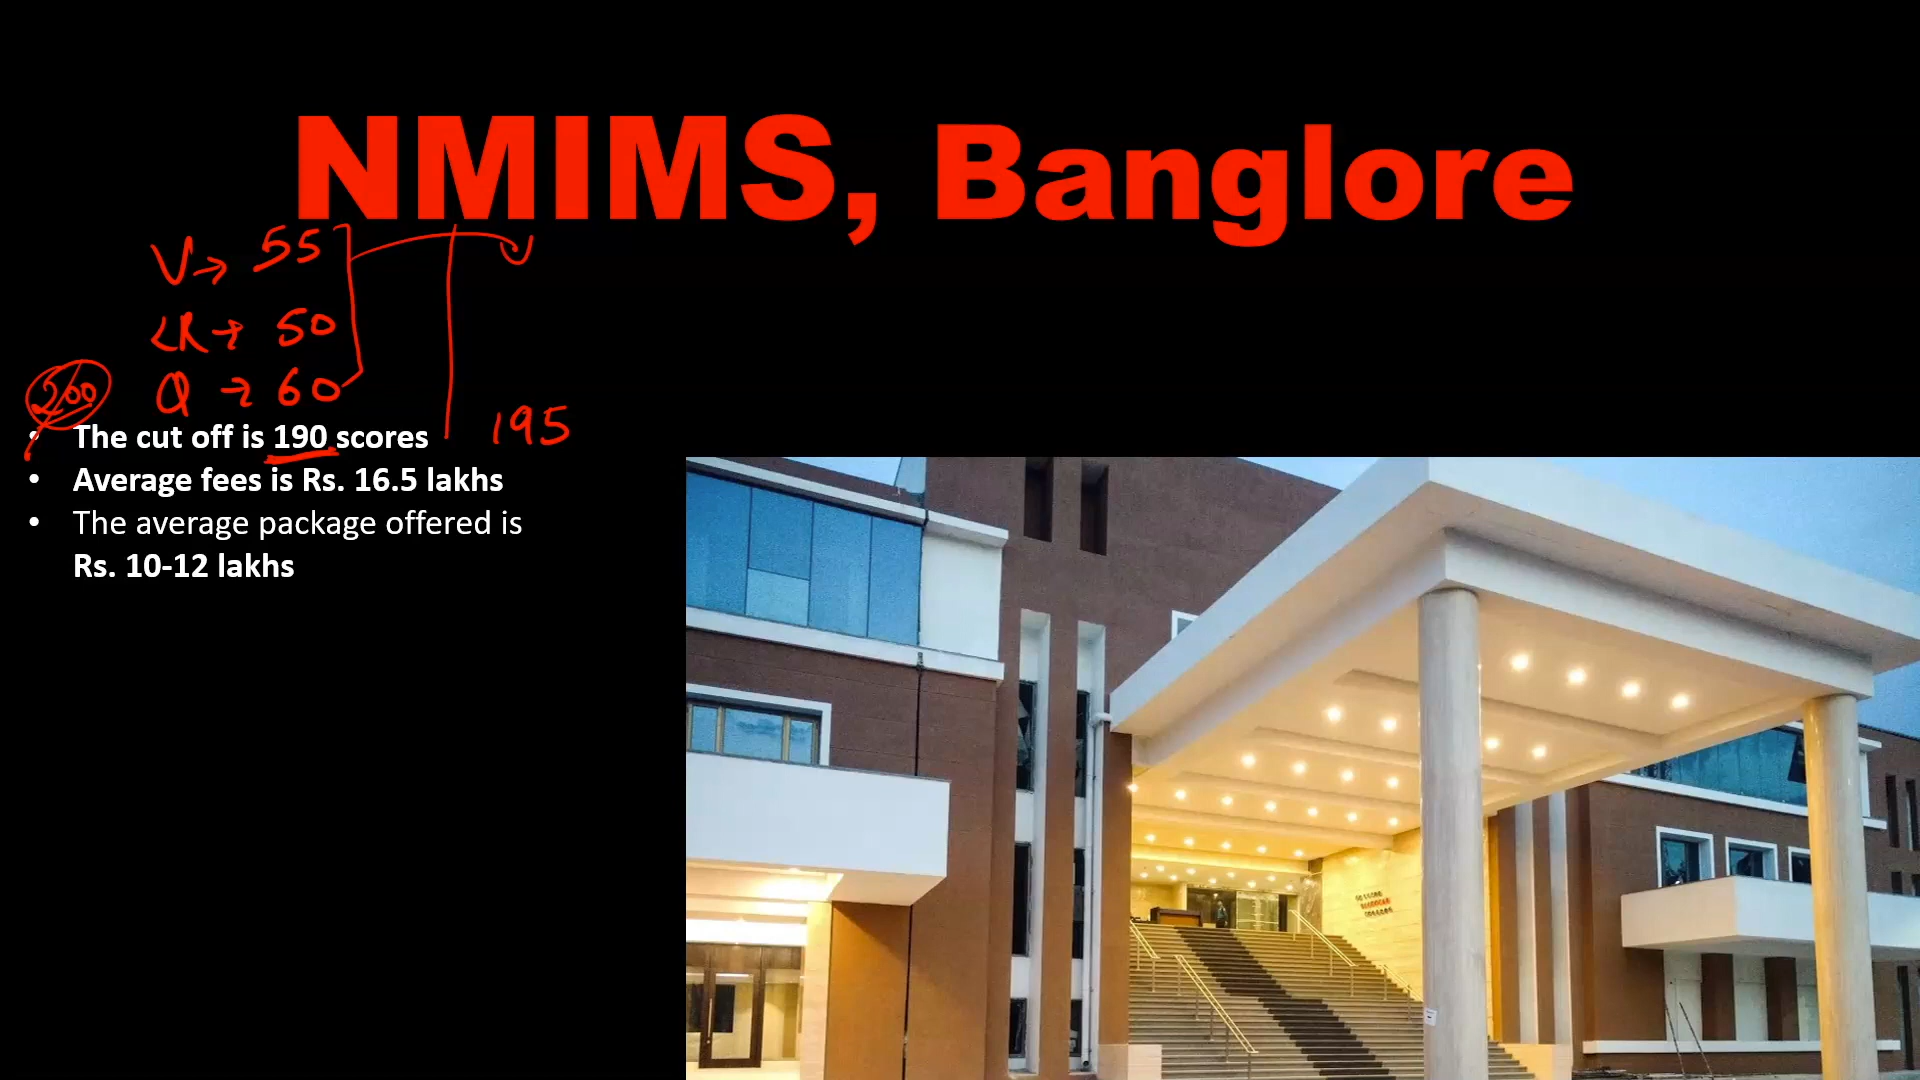 NMIMS, Banglore
V → 55
LR → 50
Q → 60
260
195
• The cut off is 190 scores
• Average fees is Rs. 16.5 lakhs
• The average package offered is
Rs. 10-12 lakhs